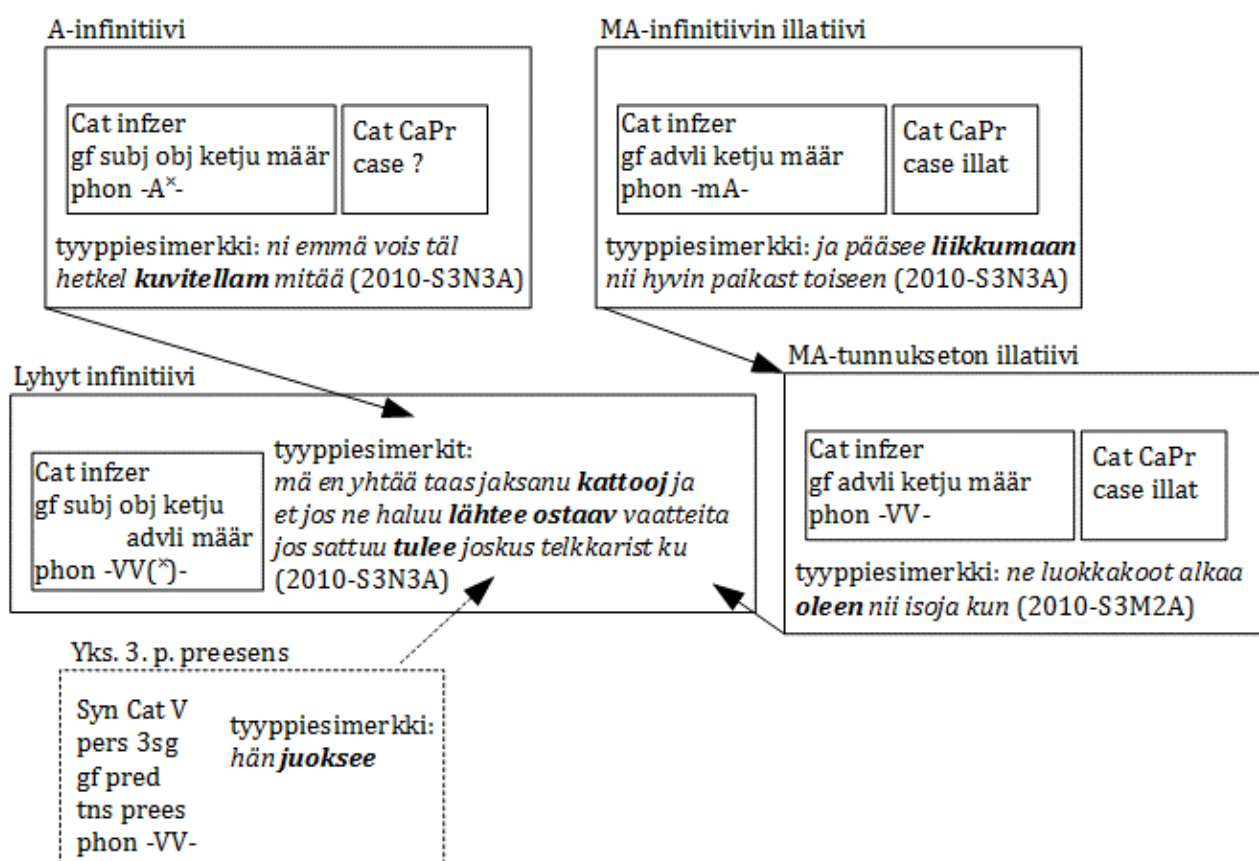 A-infinitiivi
Cat infzer
gf subj obj ketju määr
phon -Aˣ-
Cat CaPr
case ?
tyyppiesimerkki: ni emmä vois täl
hetkel kuvitellam mitää (2010-S3N3A)
MA-infinitiivin illatiivi
Cat infzer
gf advli ketju määr
phon -mA-
Cat CaPr
case illat
tyyppiesimerkki: ja pääsee liikkumaan
nii hyvin paikast toiseen (2010-S3N3A)
Lyhyt infinitiivi
Cat infzer
gf subj obj ketju
advli määr
phon -VV(ˣ)-
tyyppiesimerkit:
mä en yhtää taas jaksanu kattooj ja
et jos ne haluu lähtee ostaav vaatteita
jos sattuu tulee joskus telkkarist ku
(2010-S3N3A)
MA-tunnukseton illatiivi
Cat infzer
gf advli ketju määr
phon -VV-
Cat CaPr
case illat
tyyppiesimerkki: ne luokkakoot alkaa
oleen nii isoja kun (2010-S3M2A)
Yks. 3. p. preesens
Syn Cat V
pers 3sg
gf pred
tns prees
phon -VV-
tyyppiesimerkki:
hän juoksee